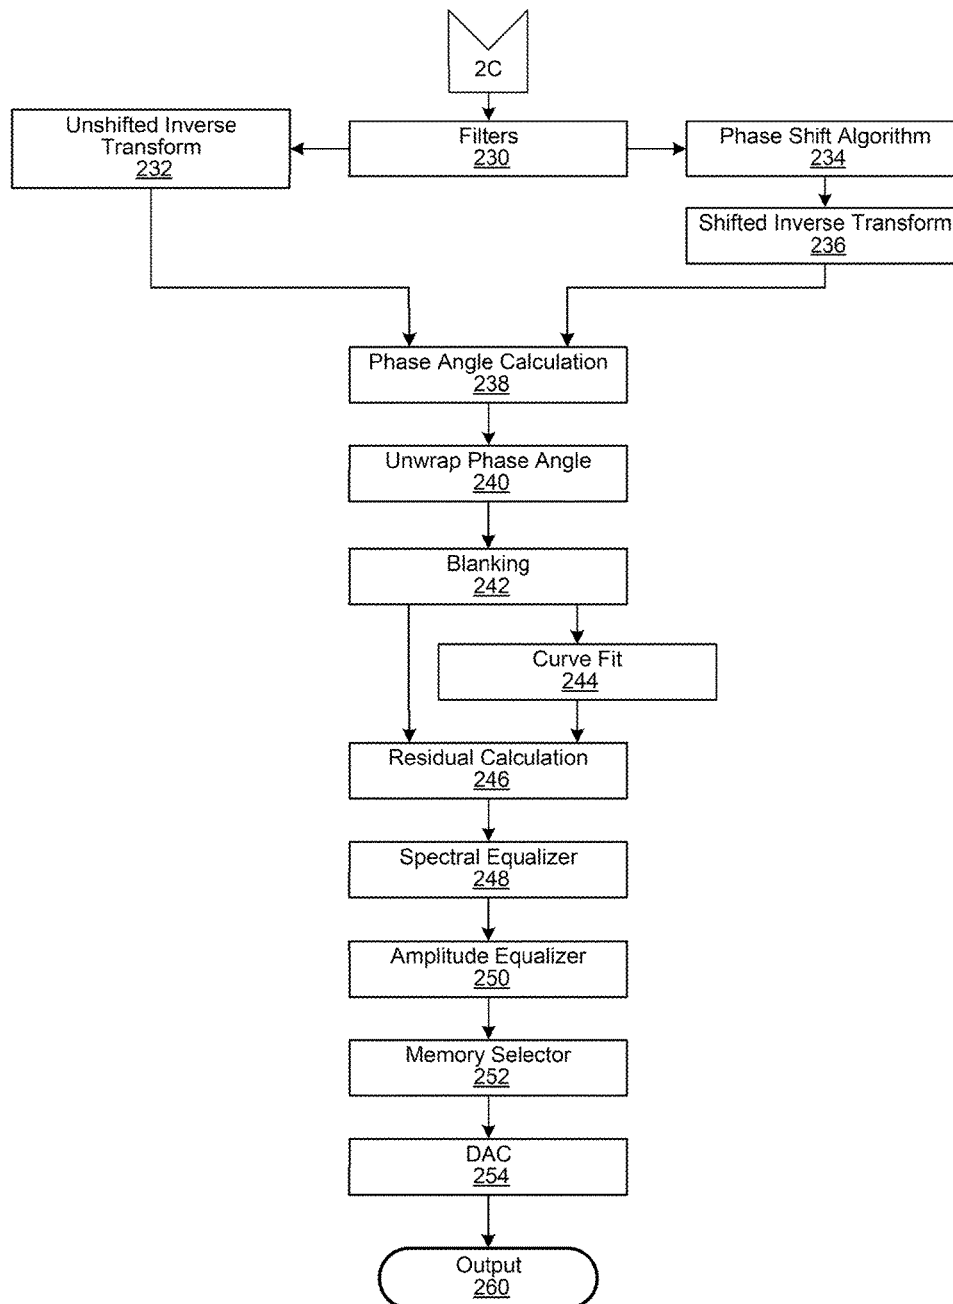 2C
Unshifted Inverse
Transform
232
Filters
230
Phase Shift Algorithm
234
Shifted Inverse Transform
236
Phase Angle Calculation
238
Unwrap Phase Angle
240
Blanking
242
Curve Fit
244
Residual Calculation
246
Spectral Equalizer
248
Amplitude Equalizer
250
Memory Selector
252
DAC
254
Output
260